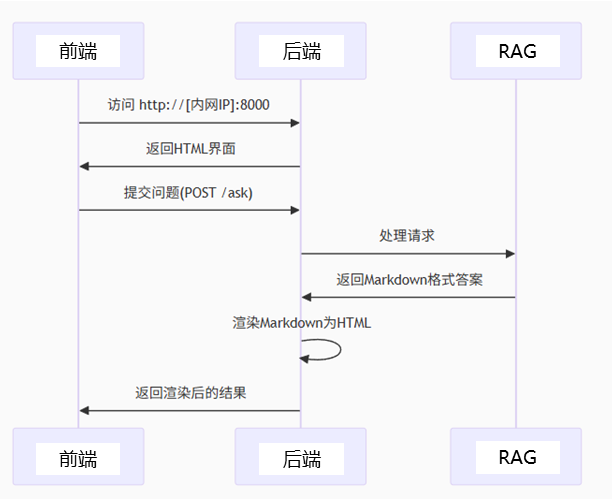 前端
后端
RAG
访问 http://[内网IP]:8000
返回HTML界面
提交问题(POST /ask)
处理请求
返回Markdown格式答案
渲染Markdown为HTML
返回渲染后的结果
前端
后端
RAG